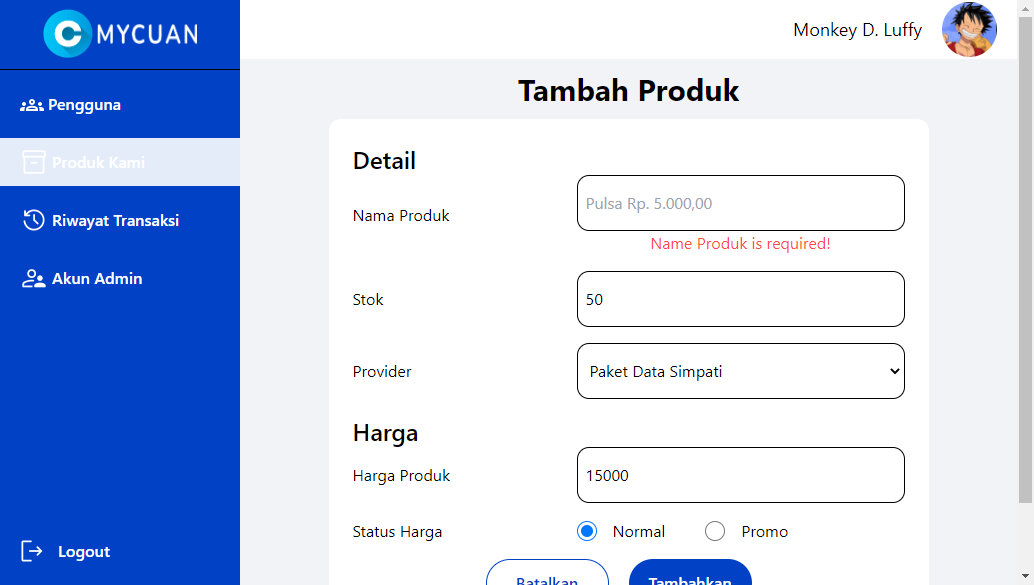 C MYCUAN
Monkey D. Luffy
Pengguna
Produk Kami
Riwayat Transaksi
Akun Admin
Logout
Tambah Produk
Detail
Nama Produk
Pulsa Rp. 5.000,00
Name Produk is required!
Stok
50
Provider
Paket Data Simpati
Harga
Harga Produk
15000
Status Harga
Normal
Promo
Batalkan
Tambahkan